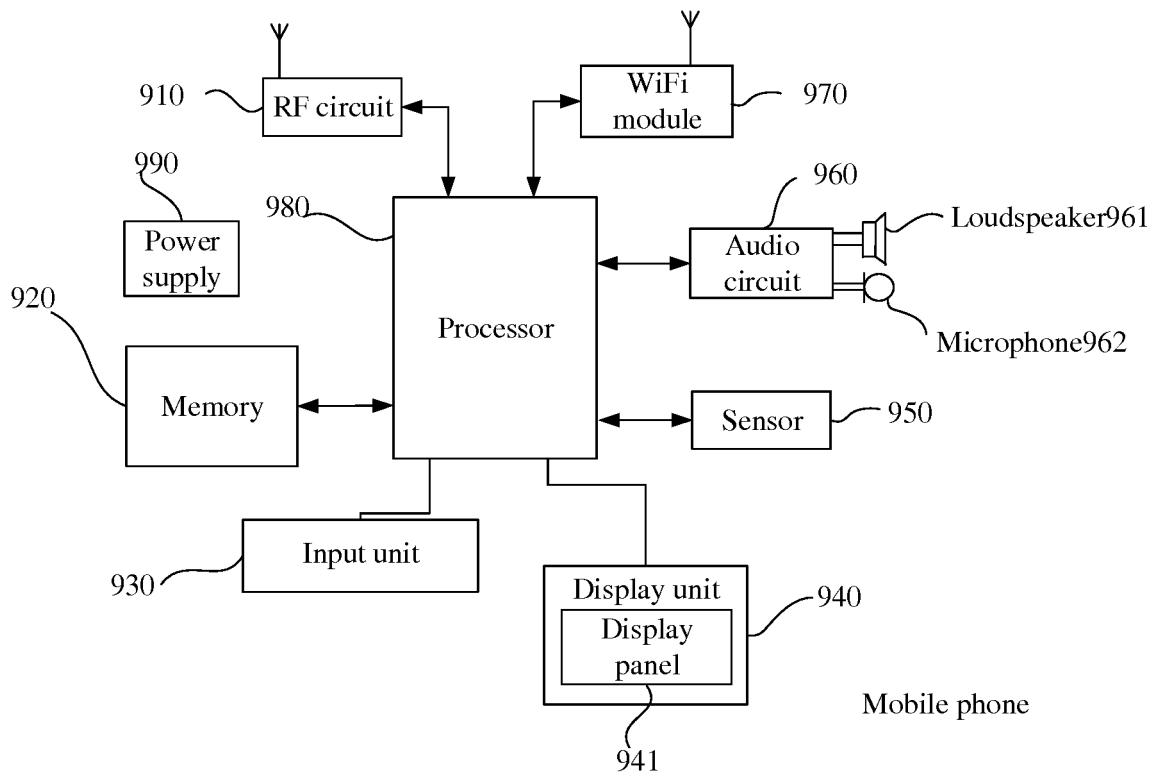 910
RF circuit
WiFi
module
970
990
Power
supply
980
960
Audio
circuit
Loudspeaker961
Microphone962
920
Memory
Processor
Sensor
950
Input unit
930
Display unit
Display
panel
940
941
Mobile phone